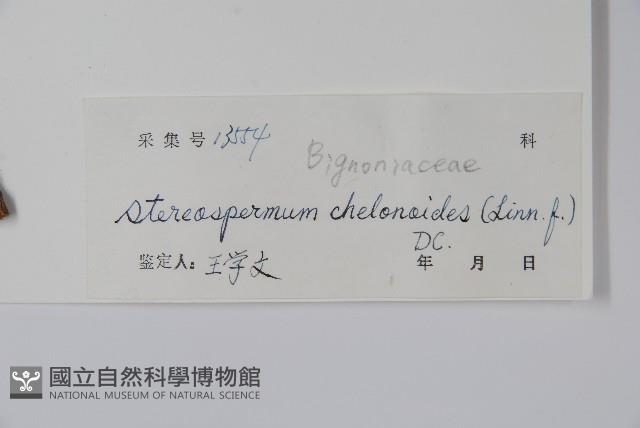 采集号 13554 科
Bignoniaceae
Stereospermum chelonoides (Linn. f.)
DC.
鉴定人: 王学文 年 月 日
國立自然科學博物館
NATIONAL MUSEUM OF NATURAL SCIENCE